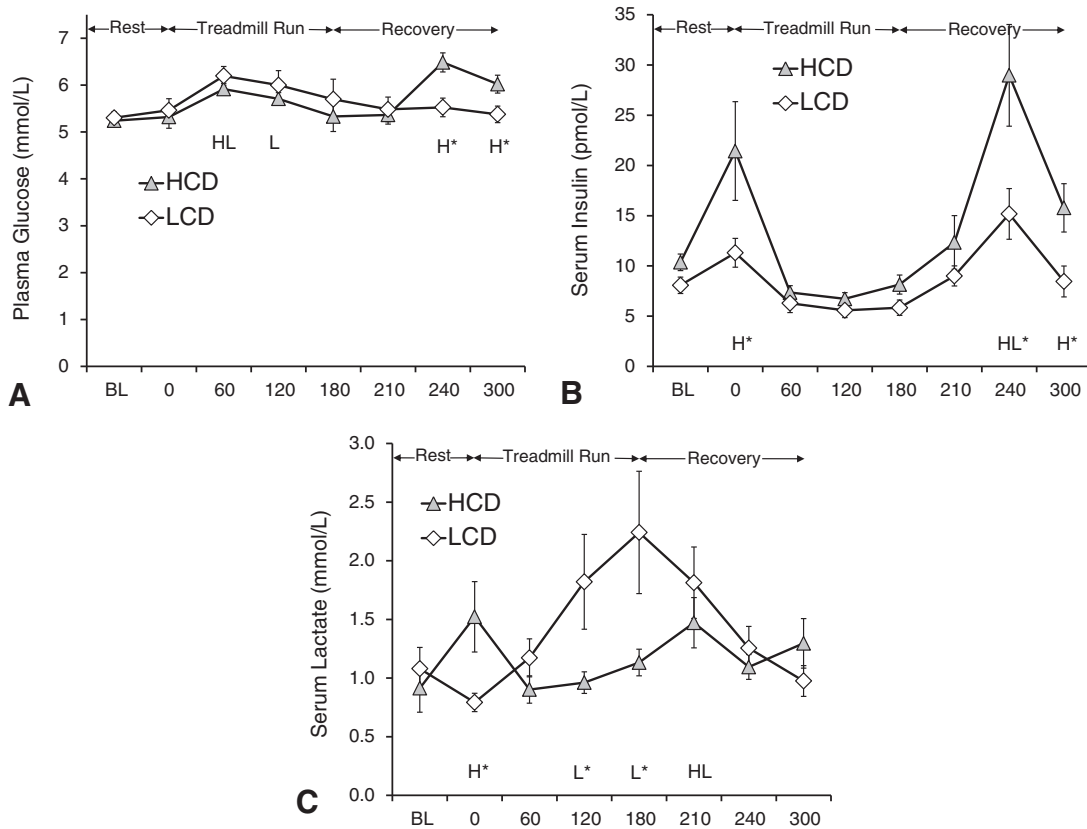 Rest Treadmill Run Recovery
7
6
5
4
3
2
1
0
Plasma Glucose (mmol/L)
HL L H* H*
HCD
LCD
BL 0 60 120 180 210 240 300
A
Rest Treadmill Run Recovery
35
30
25
20
15
10
5
0
Serum Insulin (pmol/L)
HCD
LCD
H* HL* H*
BL 0 60 120 180 210 240 300
B
Rest Treadmill Run Recovery
3.0
2.5
2.0
1.5
1.0
0.5
0.0
Serum Lactate (mmol/L)
HCD
LCD
H* L* L* HL
BL 0 60 120 180 210 240 300
C